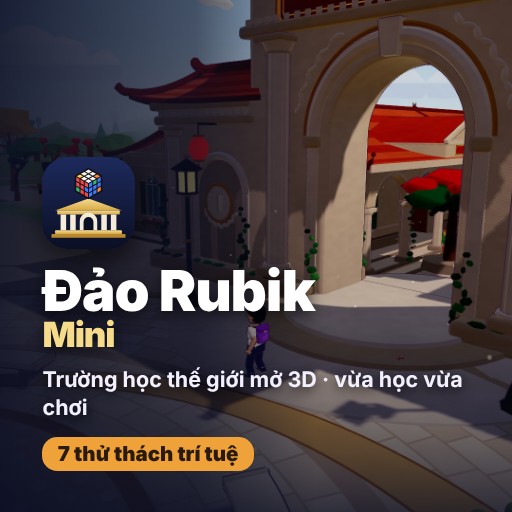 Đảo Rubik
Mini
Trường học thế giới mở 3D · vừa học vừa
chơi
7 thử thách trí tuệ